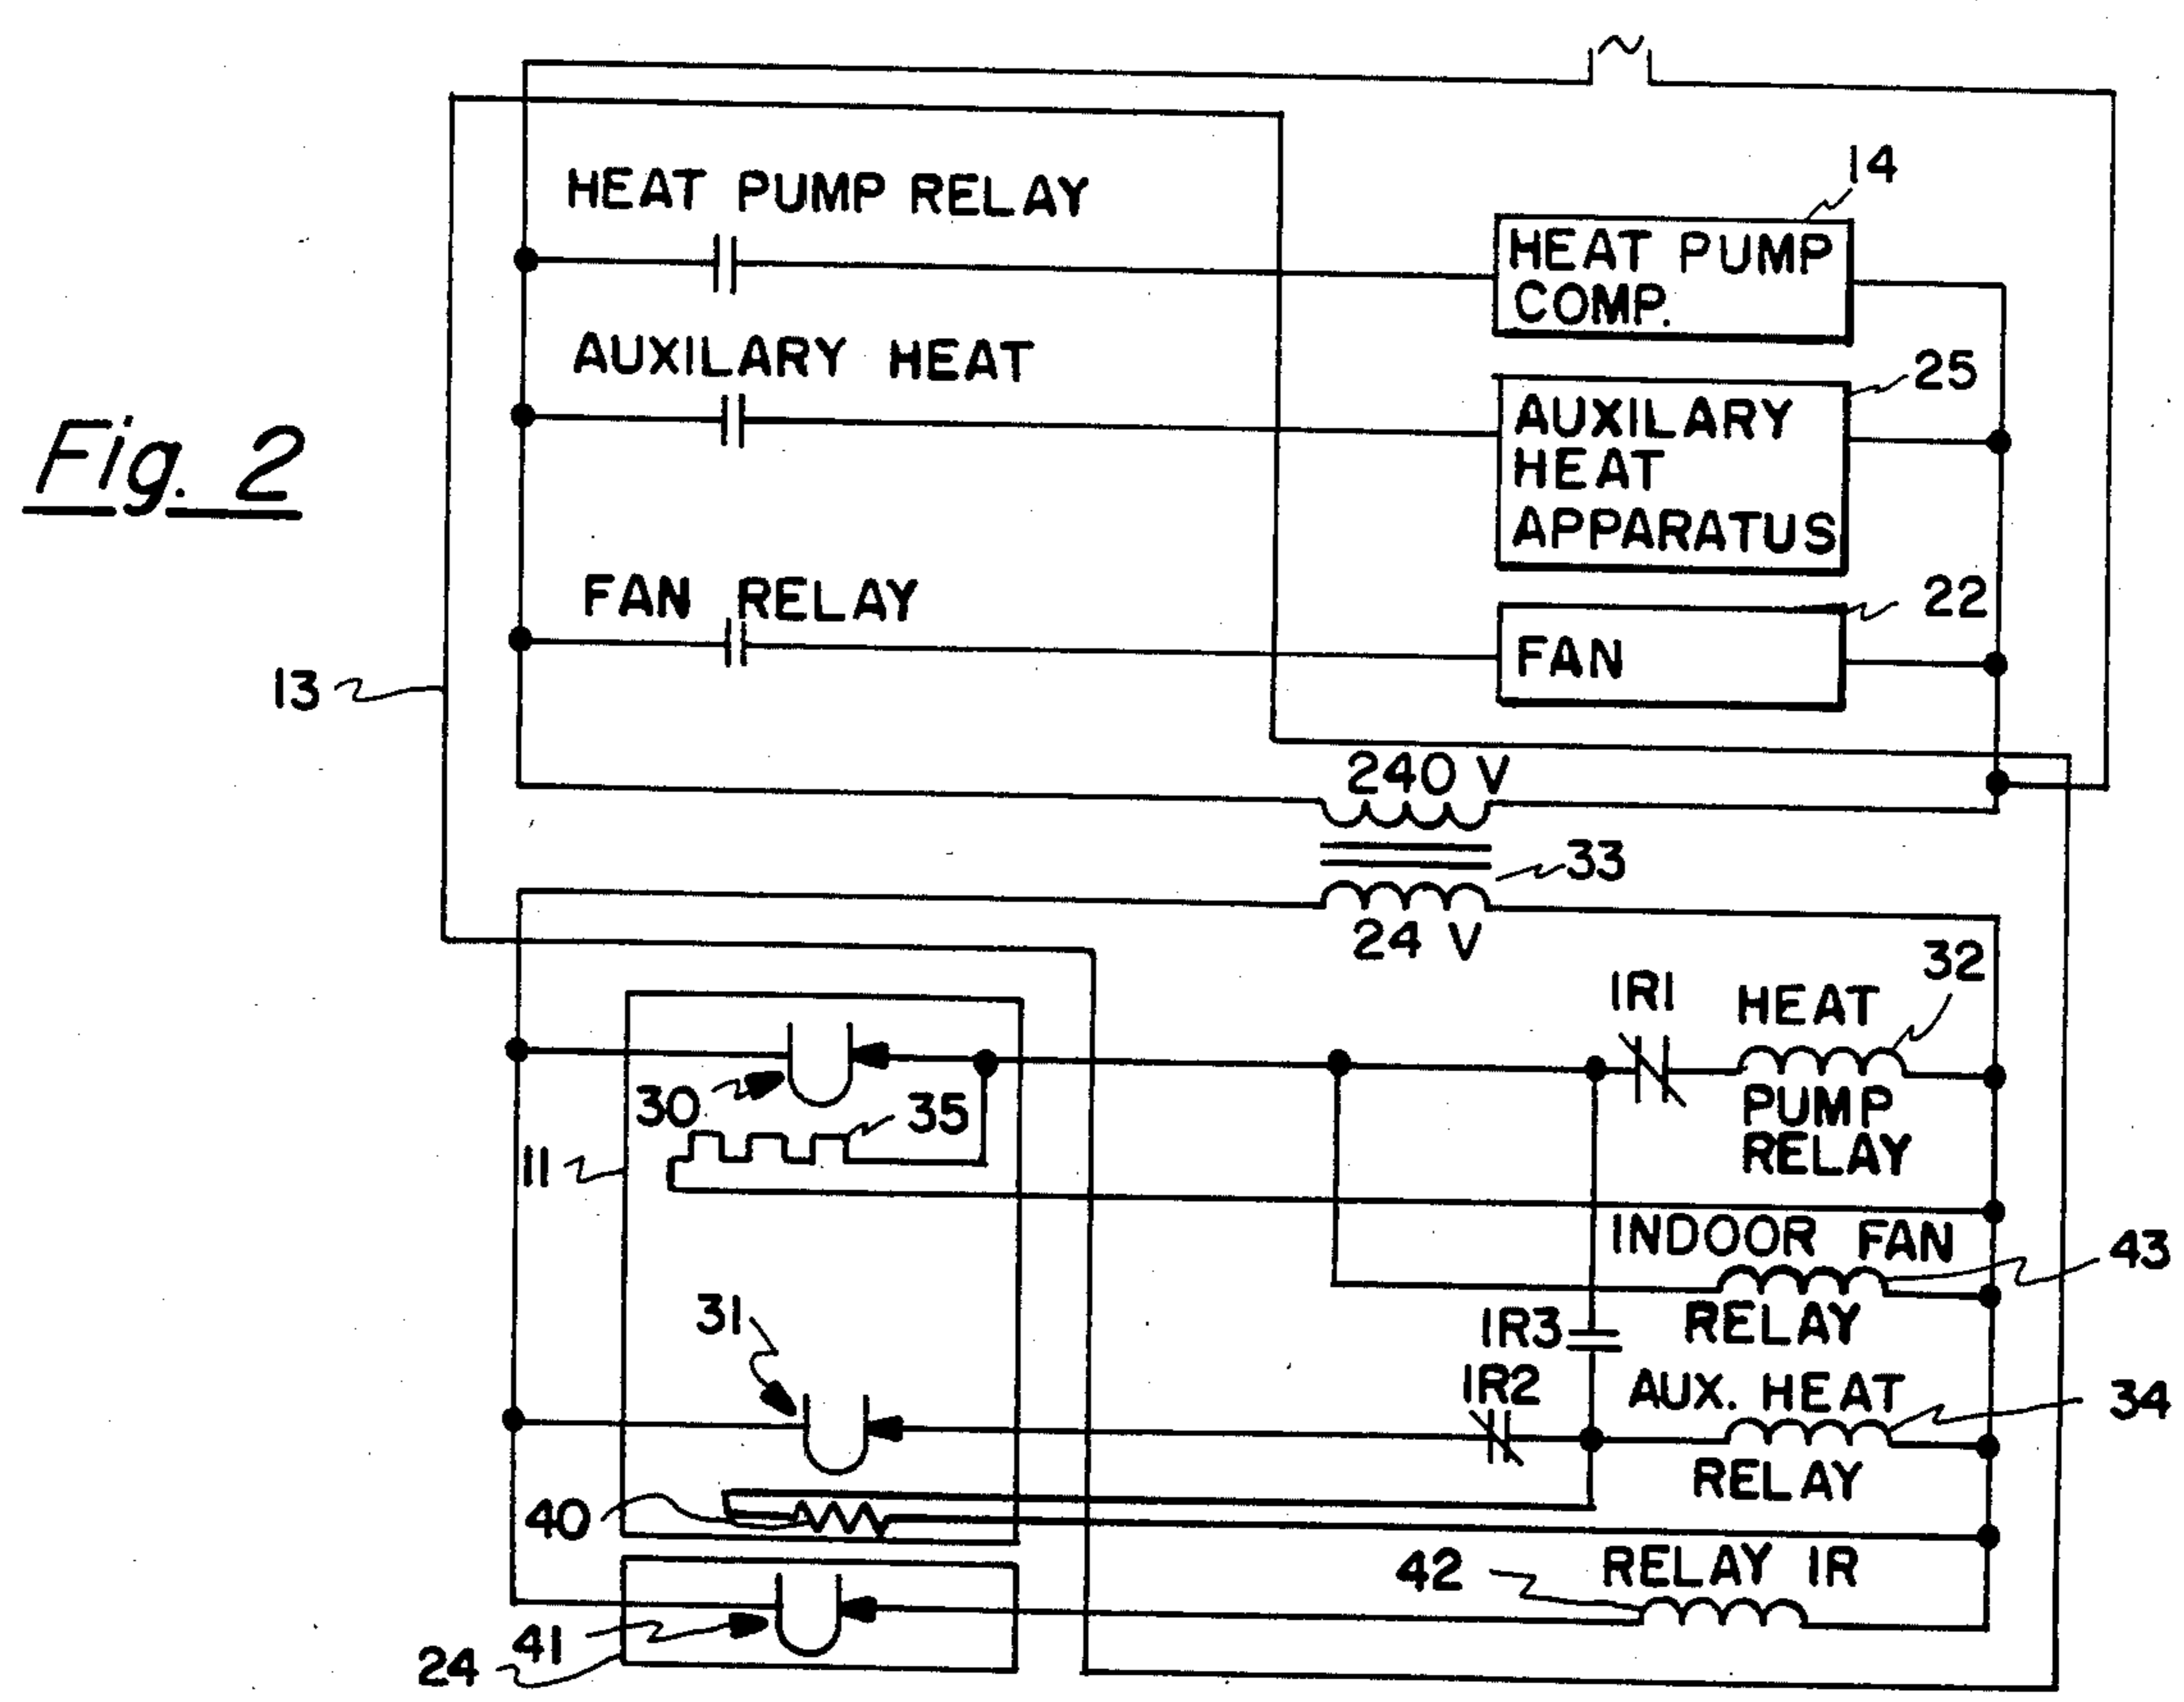 HEAT PUMP RELAY
14
HEAT PUMP
COMP.
AUXILARY HEAT
25
AUXILARY
HEAT
APPARATUS
Fig. 2
FAN RELAY
22
FAN
13
240 V
33
24 V
32
1R1
HEAT
PUMP
RELAY
30
35
11
INDOOR FAN
43
RELAY
31
1R3
1R2
AUX. HEAT
34
RELAY
40
42
RELAY 1R
41
24